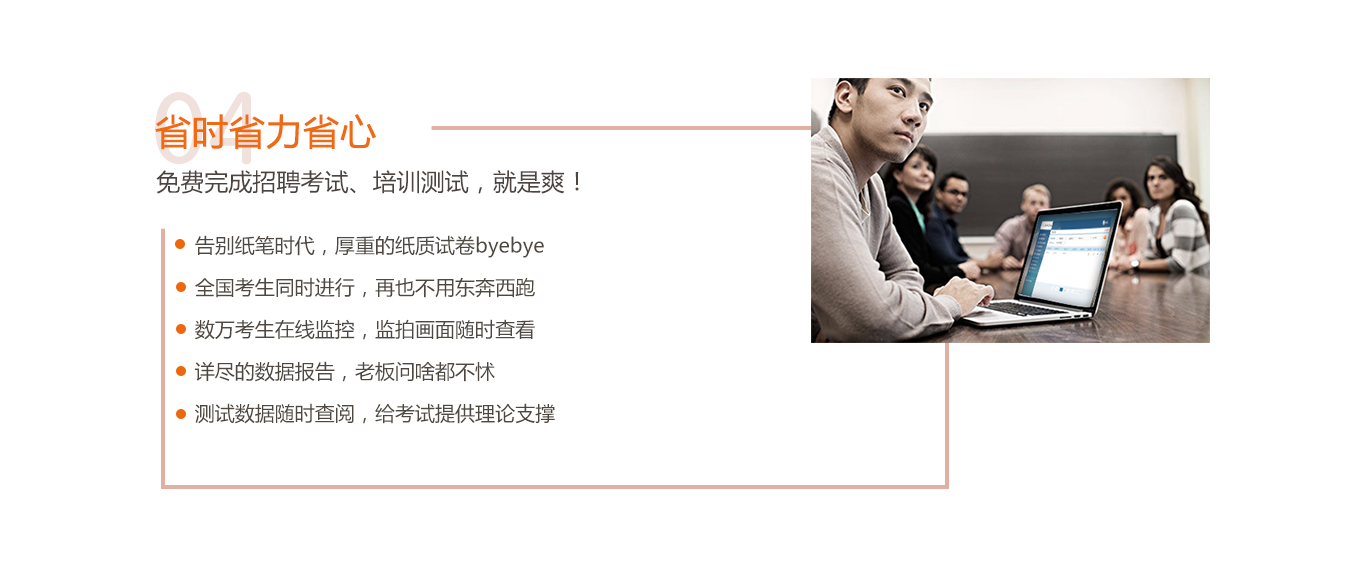 04
省时省力省心
免费完成招聘考试、培训测试，就是爽！
告别纸笔时代，厚重的纸质试卷byebye
全国考生同时进行，再也不用东奔西跑
数万考生在线监控，监拍画面随时查看
详尽的数据报告，老板问啥都不怵
测试数据随时查阅，给考试提供理论支撑